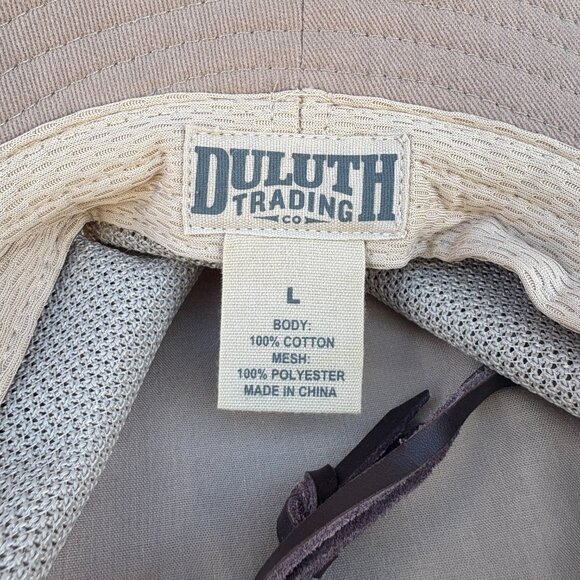 DULUTH
TRADING
CO
L
BODY:
100% COTTON
MESH:
100% POLYESTER
MADE IN CHINA